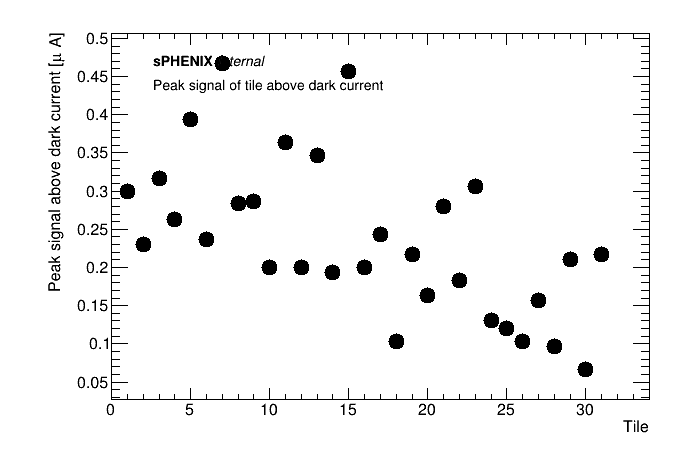 0.5
sPHENIX
Peak signal of tile above dark current
0.45
0.4
0.35
0.3
0.25
0.2
0.15
0.1
0.05
Peak signal above dark current [μ A]
0 5 10 15 20 25 30
Tile